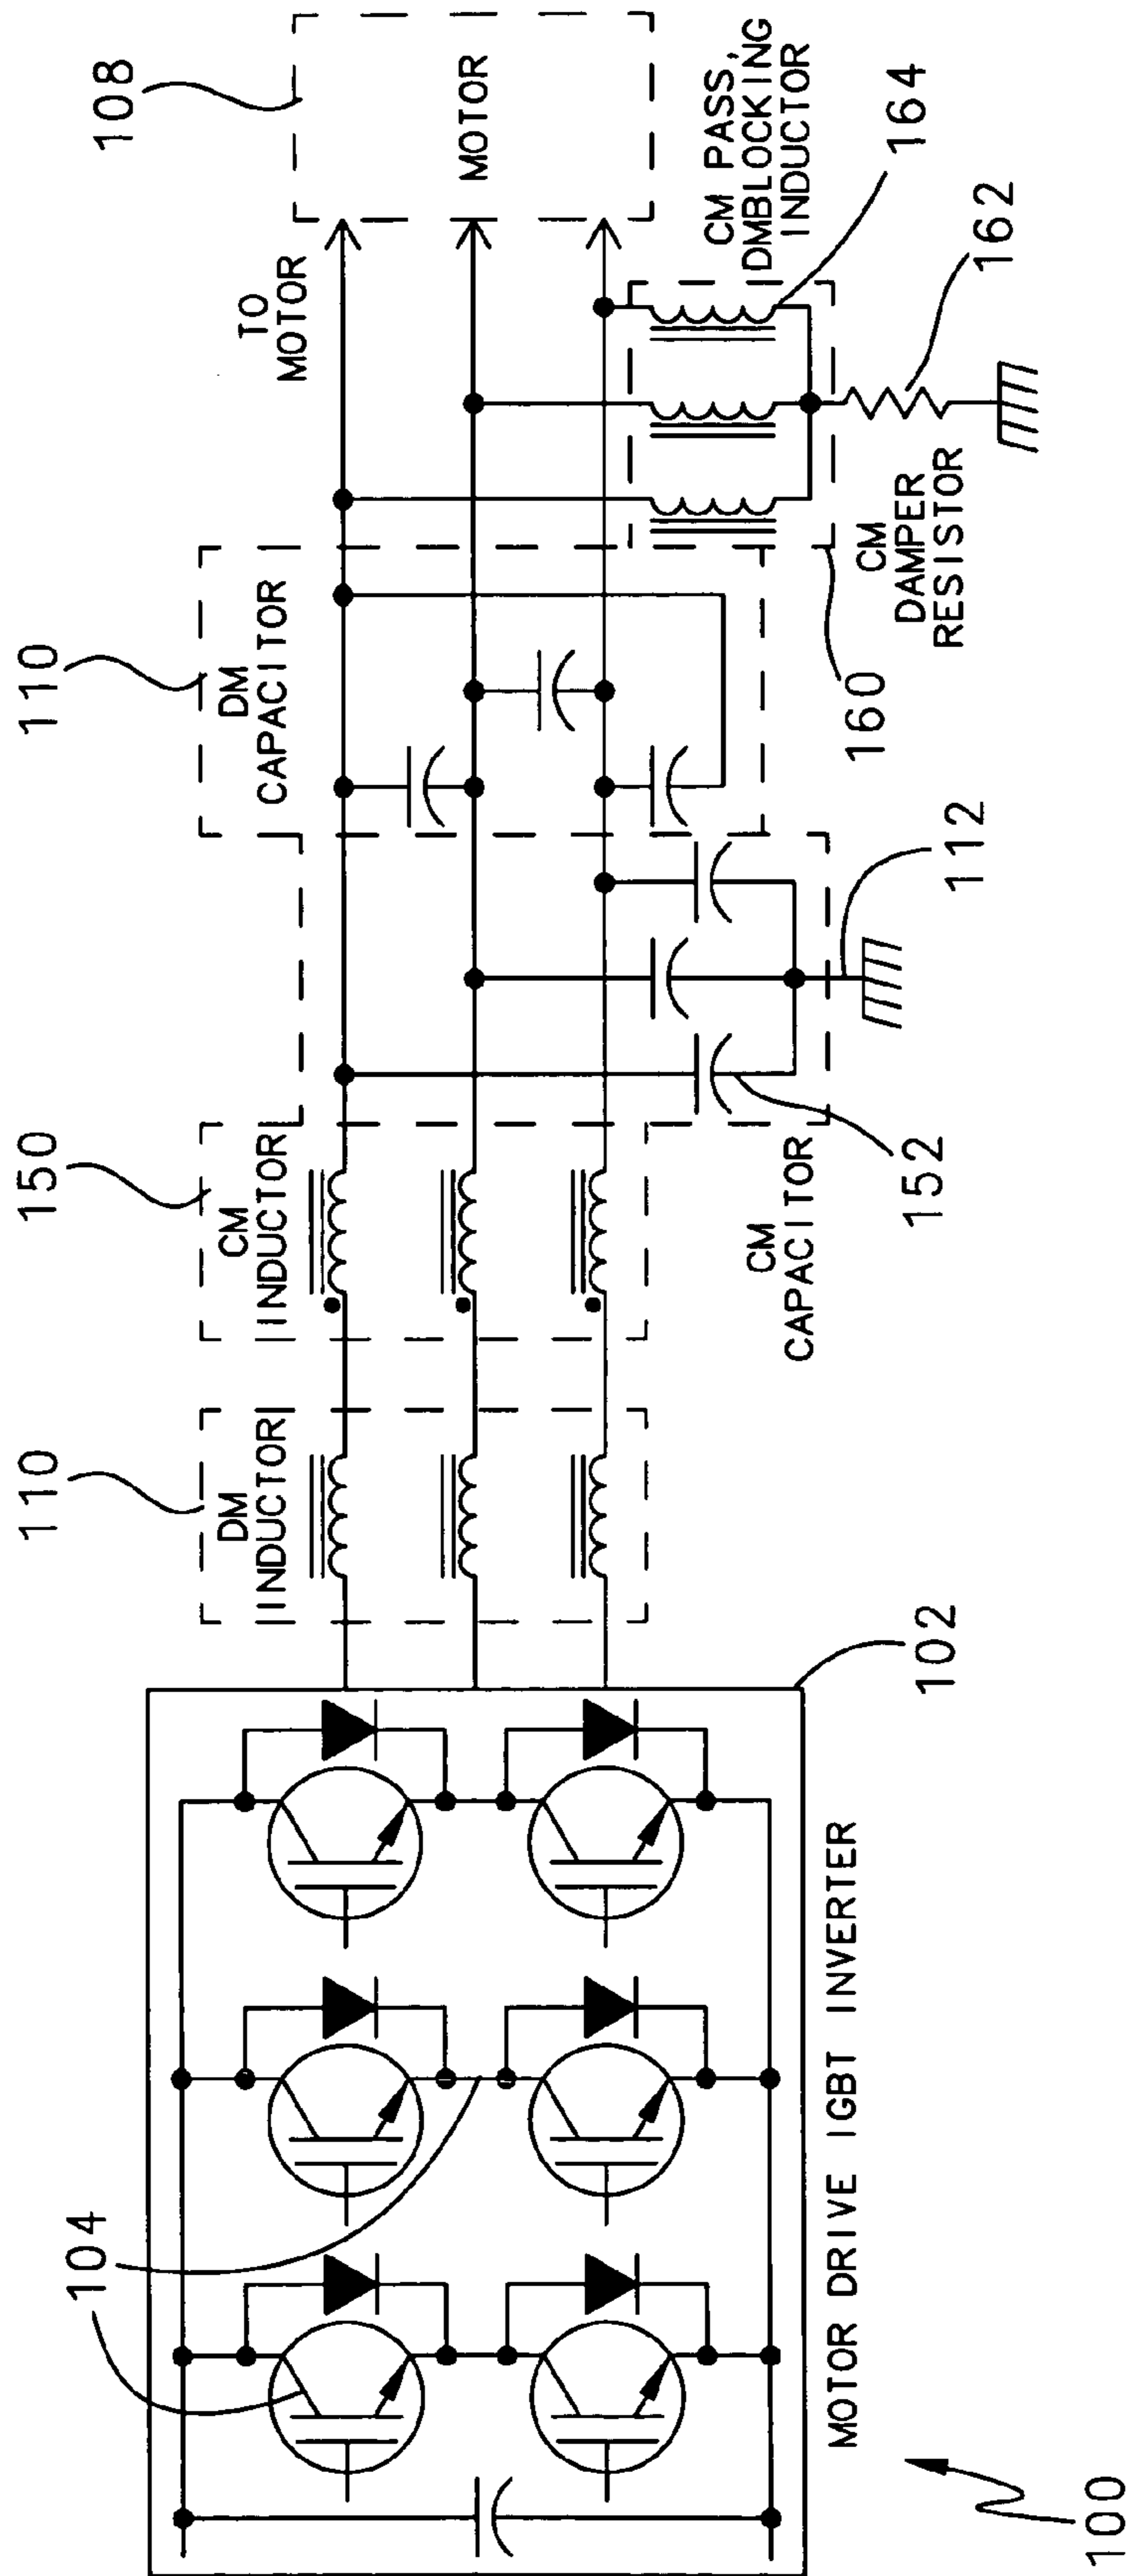 110
150
110
108
DM
INDUCTOR
CM
INDUCTOR
DM
CAPACITOR
TO
MOTOR
MOTOR
104
CM
CAPACITOR
152
112
160
CM
DAMPER
RESISTOR
162
CM PASS,
DMBLOCKING
INDUCTOR
164
102
MOTOR DRIVE IGBT INVERTER
100